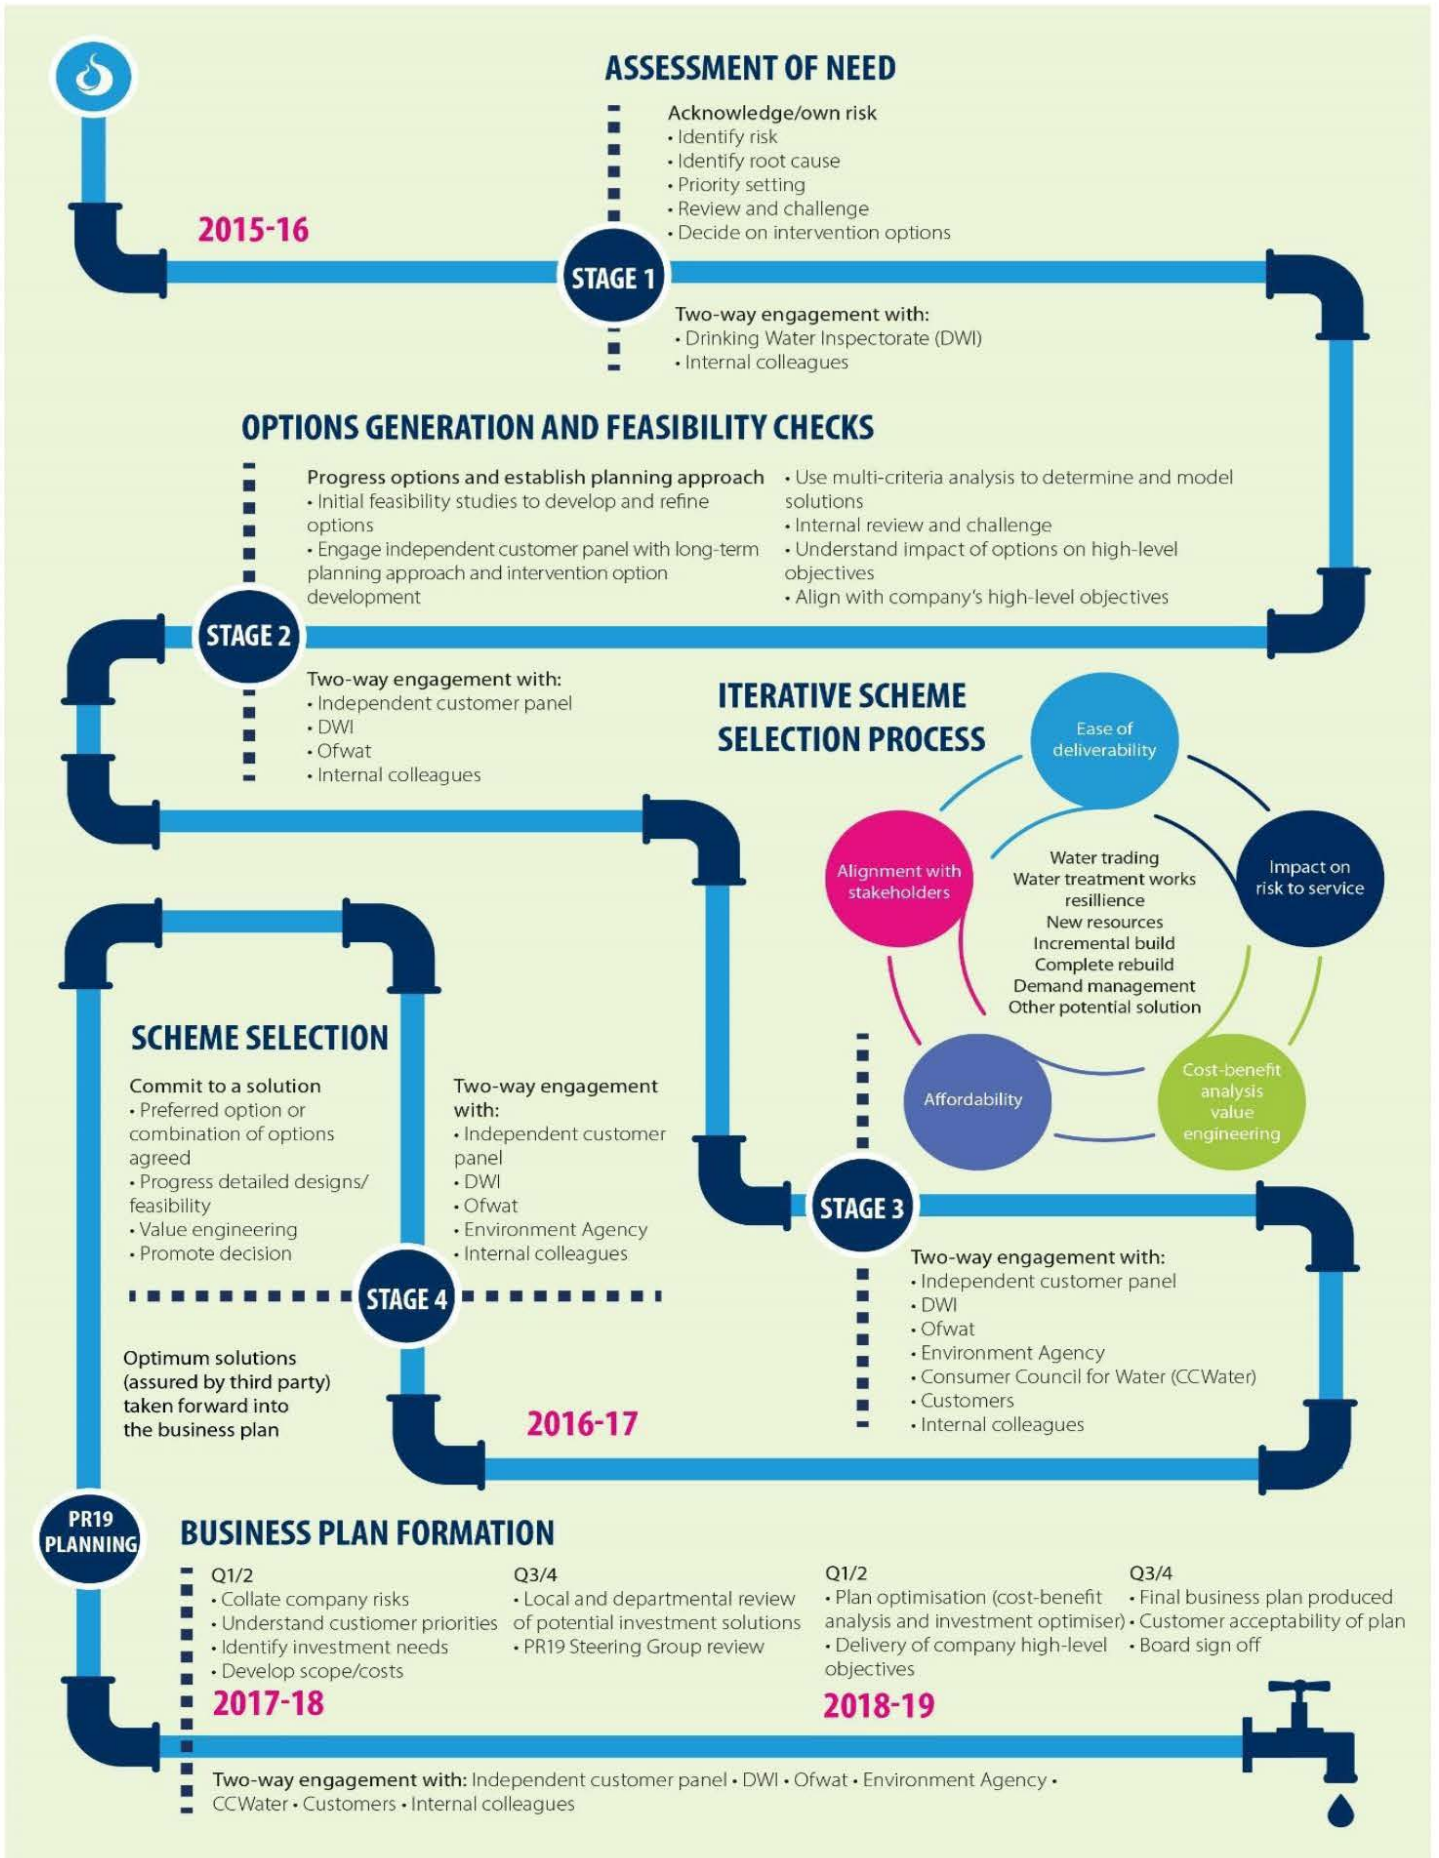 ASSESSMENT OF NEED
Acknowledge/own risk
• Identify risk
• Identify root cause
• Priority setting
• Review and challenge
• Decide on intervention options
2015-16
STAGE 1
Two-way engagement with:
• Drinking Water Inspectorate (DWI)
• Internal colleagues
OPTIONS GENERATION AND FEASIBILITY CHECKS
Progress options and establish planning approach
• Initial feasibility studies to develop and refine
options
• Engage independent customer panel with long-term
planning approach and intervention option
development
• Use multi-criteria analysis to determine and model
solutions
• Internal review and challenge
• Understand impact of options on high-level
objectives
• Align with company's high-level objectives
STAGE 2
Two-way engagement with:
• Independent customer panel
• DWI
• Ofwat
• Internal colleagues
ITERATIVE SCHEME
SELECTION PROCESS
Ease of
deliverability
Impact on
risk to service
Cost-benefit
analysis
value
engineering
Affordability
Alignment with
stakeholders
Water trading
Water treatment works
resillience
New resources
Incremental build
Complete rebuild
Demand management
Other potential solution
STAGE 3
Two-way engagement with:
• Independent customer panel
• DWI
• Ofwat
• Environment Agency
• Consumer Council for Water (CCWater)
• Customers
• Internal colleagues
SCHEME SELECTION
Commit to a solution
• Preferred option or
combination of options
agreed
• Progress detailed designs/
feasibility
• Value engineering
• Promote decision
Two-way engagement
with:
• Independent customer
panel
• DWI
• Ofwat
• Environment Agency
• Internal colleagues
STAGE 4
Optimum solutions
(assured by third party)
taken forward into
the business plan
2016-17
PR19
PLANNING
BUSINESS PLAN FORMATION
Q1/2
• Collate company risks
• Understand custiomer priorities
• Identify investment needs
• Develop scope/costs
2017-18
Q3/4
• Local and departmental review
of potential investment solutions
• PR19 Steering Group review
Q1/2
• Plan optimisation (cost-benefit
analysis and investment optimiser)
• Delivery of company high-level
objectives
2018-19
Q3/4
• Final business plan produced
• Customer acceptability of plan
• Board sign off
Two-way engagement with: Independent customer panel • DWI • Ofwat • Environment Agency •
CCWater • Customers • Internal colleagues